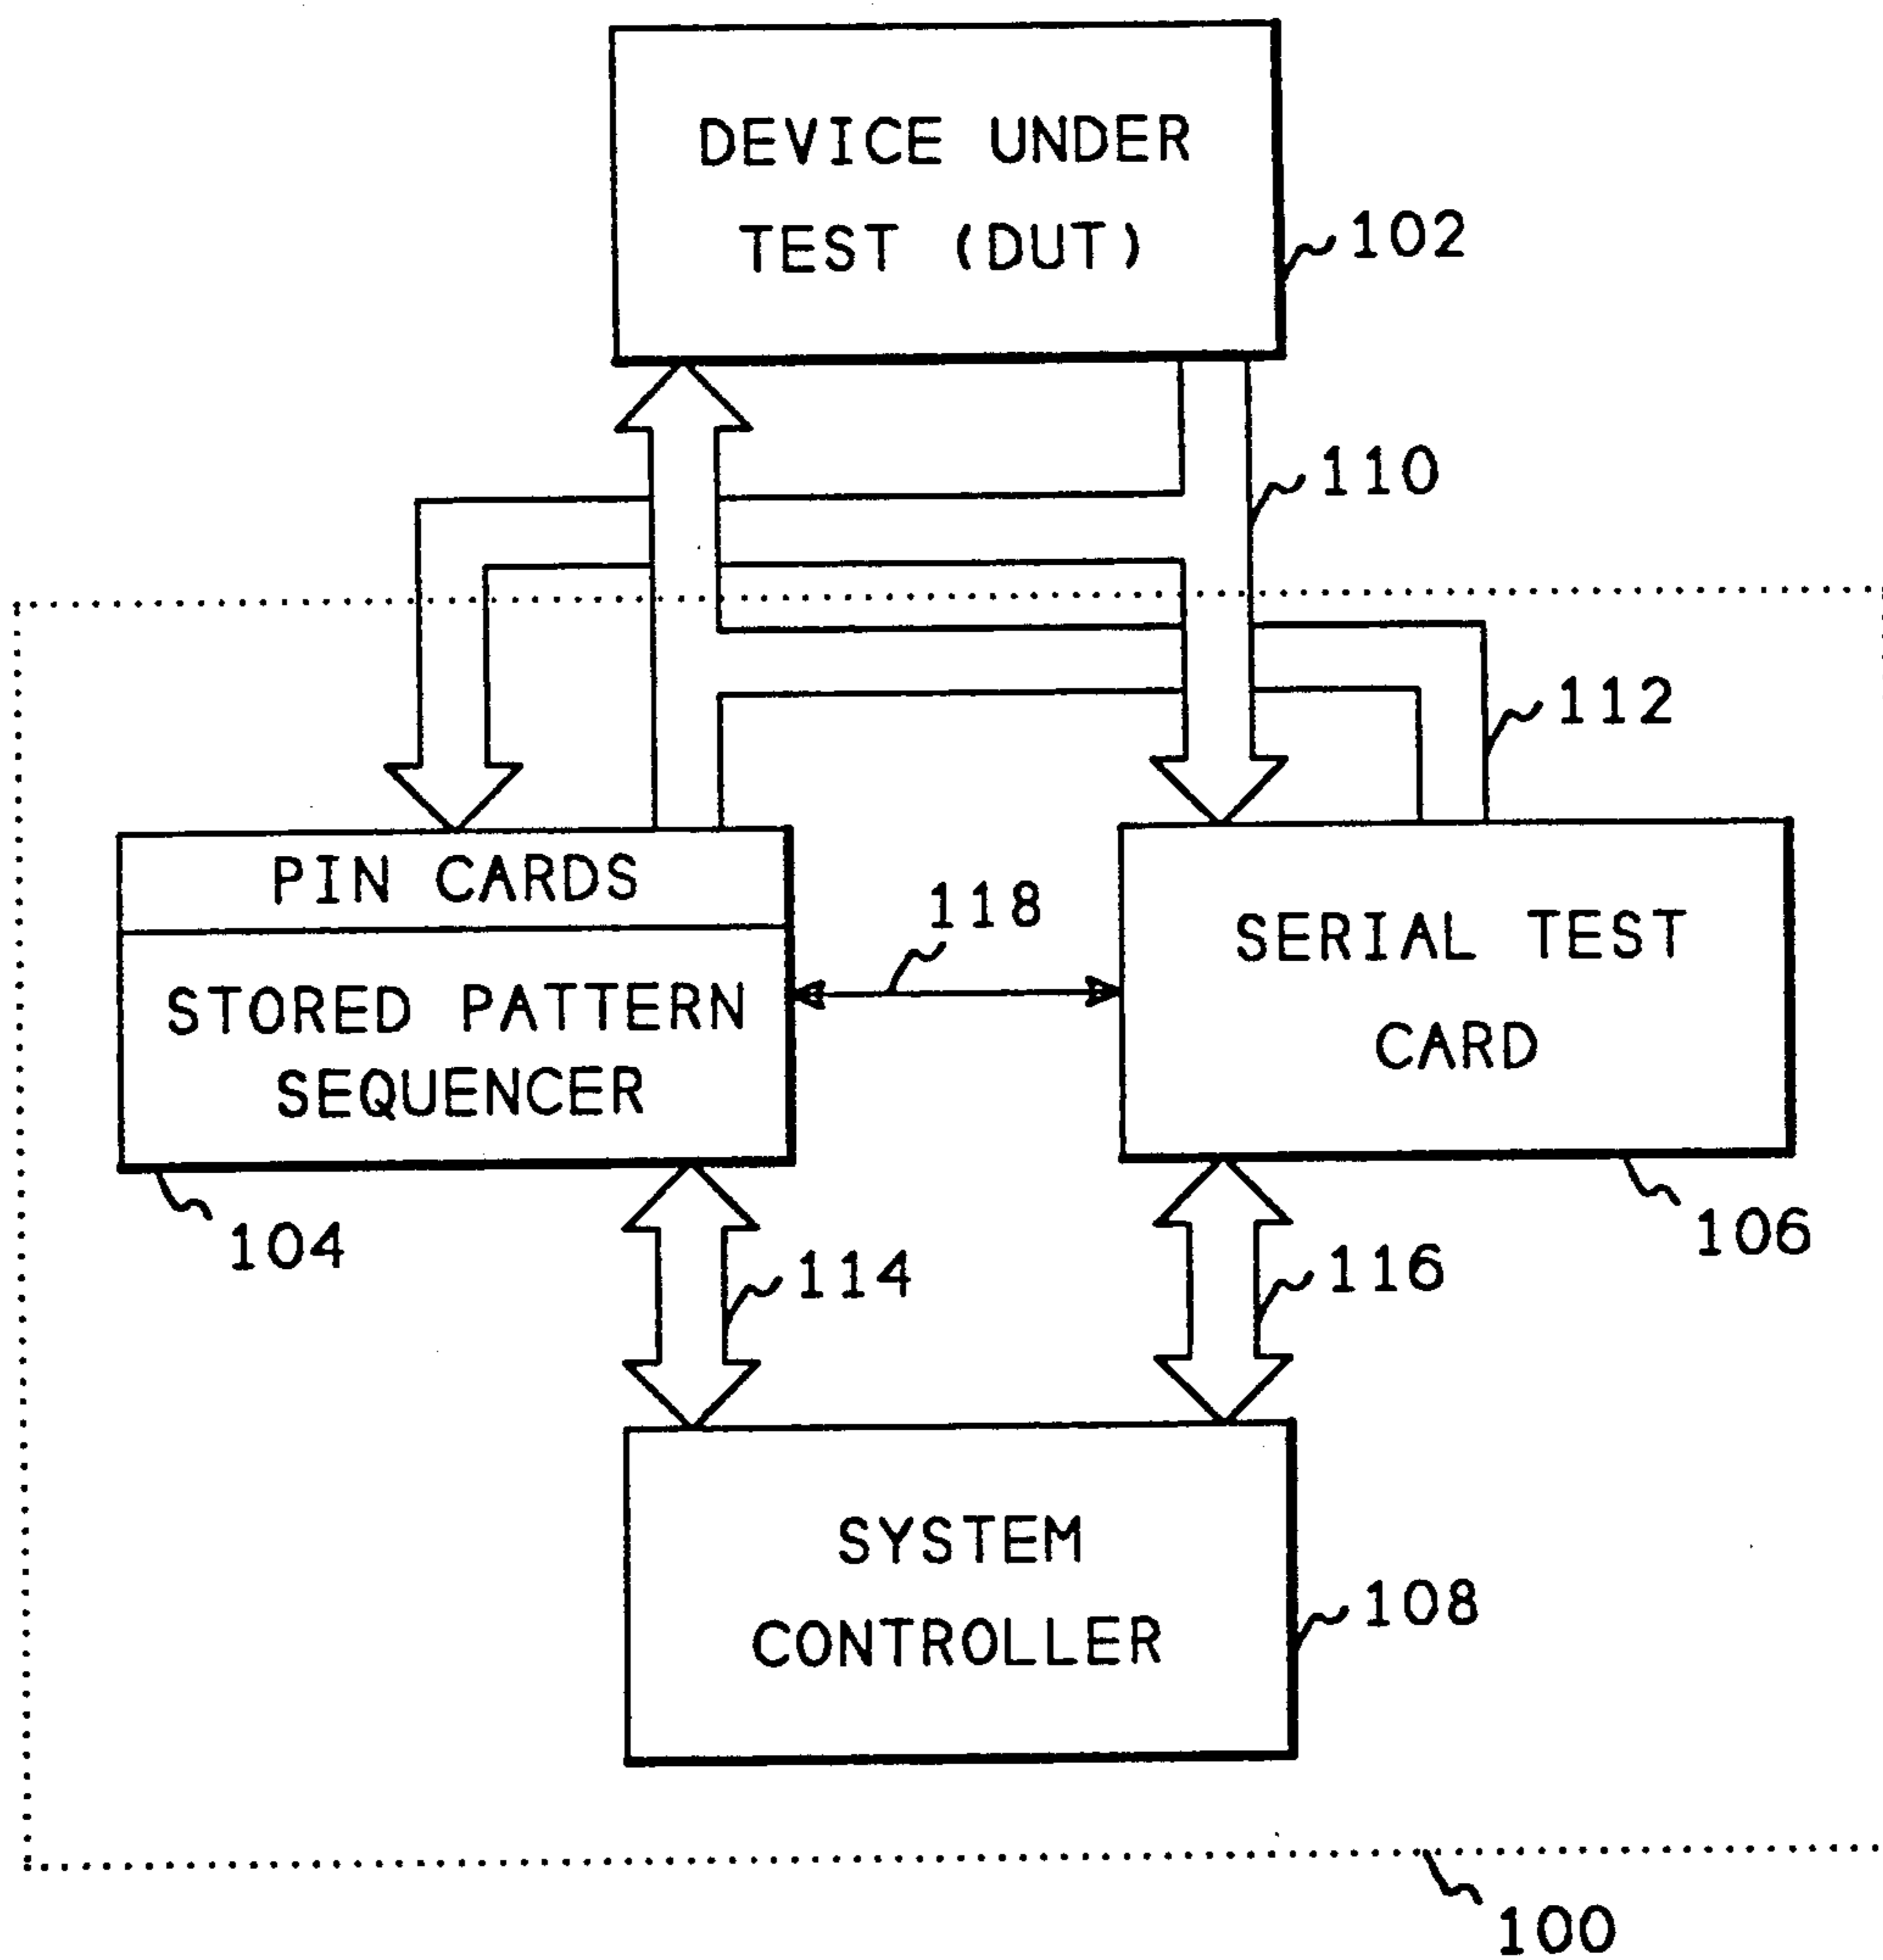 DEVICE UNDER
TEST (DUT)
102
110
112
PIN CARDS
STORED PATTERN
SEQUENCER
118
SERIAL TEST
CARD
104
106
114
116
SYSTEM
CONTROLLER
108
100